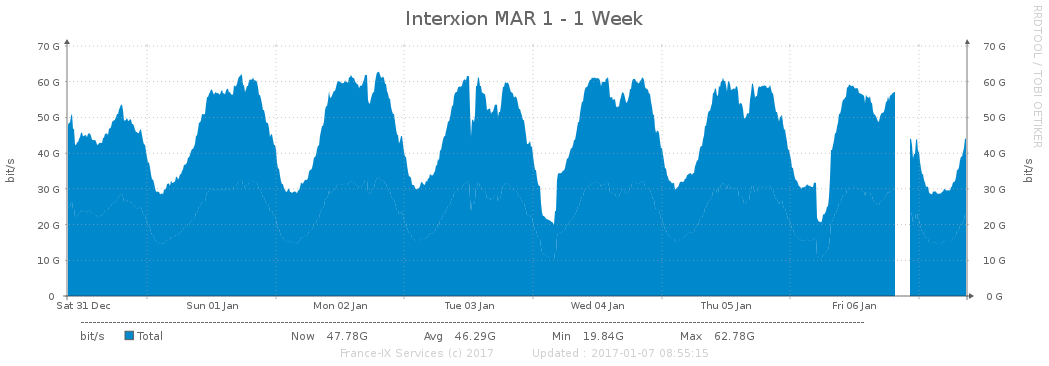 Interxion MAR 1 - 1 Week
RRDTOOL / TOBI OETIKER
70 G 70 G
60 G 60 G
50 G 50 G
40 G 40 G
30 G 30 G
20 G 20 G
10 G 10 G
0 0 G
bit/s bit/s
Sat 31 Dec Sun 01 Jan Mon 02 Jan Tue 03 Jan Wed 04 Jan Thu 05 Jan Fri 06 Jan
bit/s Total Now 47.78G Avg 46.29G Min 19.84G Max 62.78G
France-IX Services (c) 2017 Updated : 2017-01-07 08:55:15